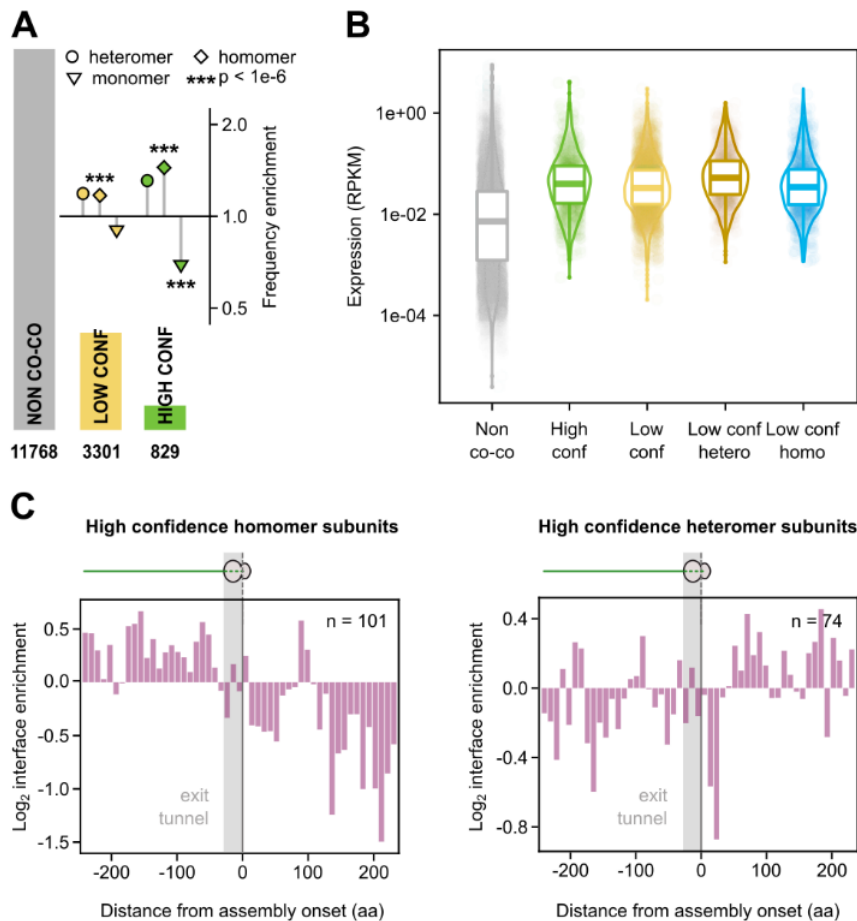 A
heteromer
homomer
monomer
*** p < 1e-6
***
***
***
2.0
1.0
0.5
Frequency enrichment
NON CO-CO
LOW CONF
HIGH CONF
11768
3301
829
B
Expression (RPKM)
1e+00
1e-02
1e-04
Non
co-co
High
conf
Low
conf
Low conf
hetero
Low conf
homo
C
High confidence homomer subunits
n = 101
Log2 interface enrichment
0.5
0.0
-0.5
-1.0
-1.5
exit
tunnel
-200
-100
0
100
200
Distance from assembly onset (aa)
High confidence heteromer subunits
n = 74
Log2 interface enrichment
0.4
0.0
-0.4
-0.8
exit
tunnel
-200
-100
0
100
200
Distance from assembly onset (aa)